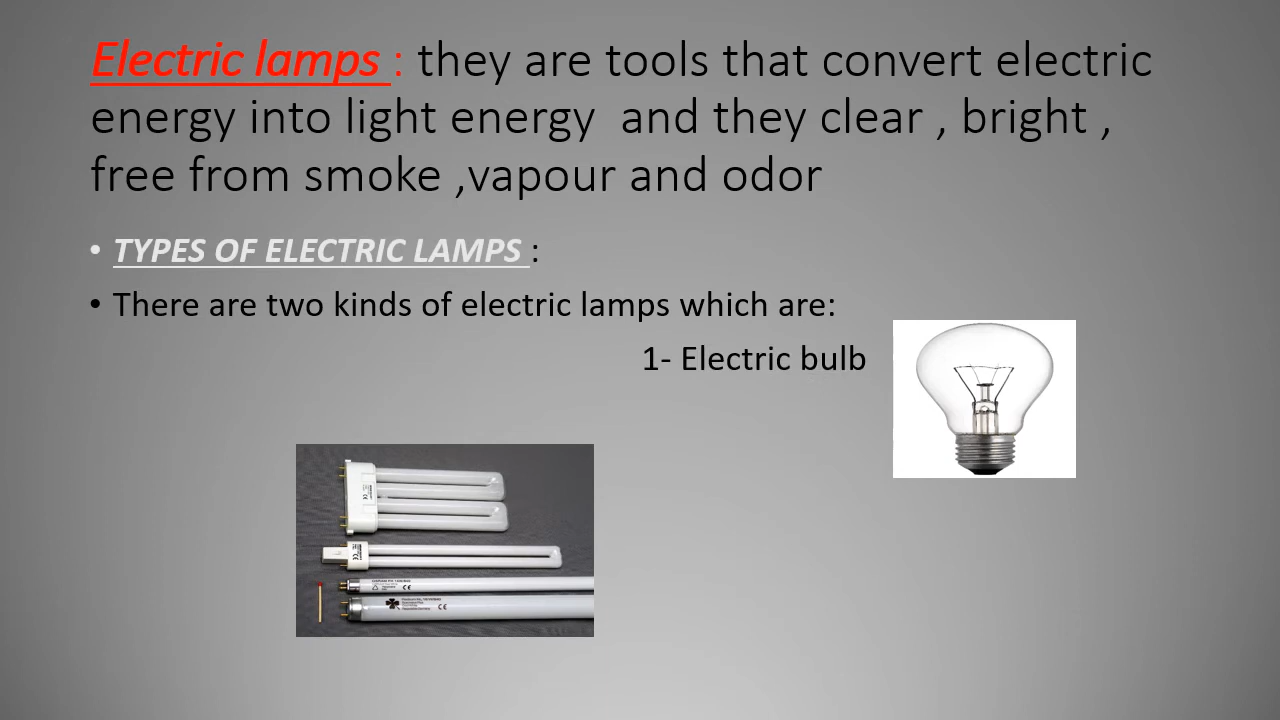 Electric lamps : they are tools that convert electric
energy into light energy  and they clear , bright ,
free from smoke ,vapour and odor
• TYPES OF ELECTRIC LAMPS :
• There are two kinds of electric lamps which are:
1- Electric bulb